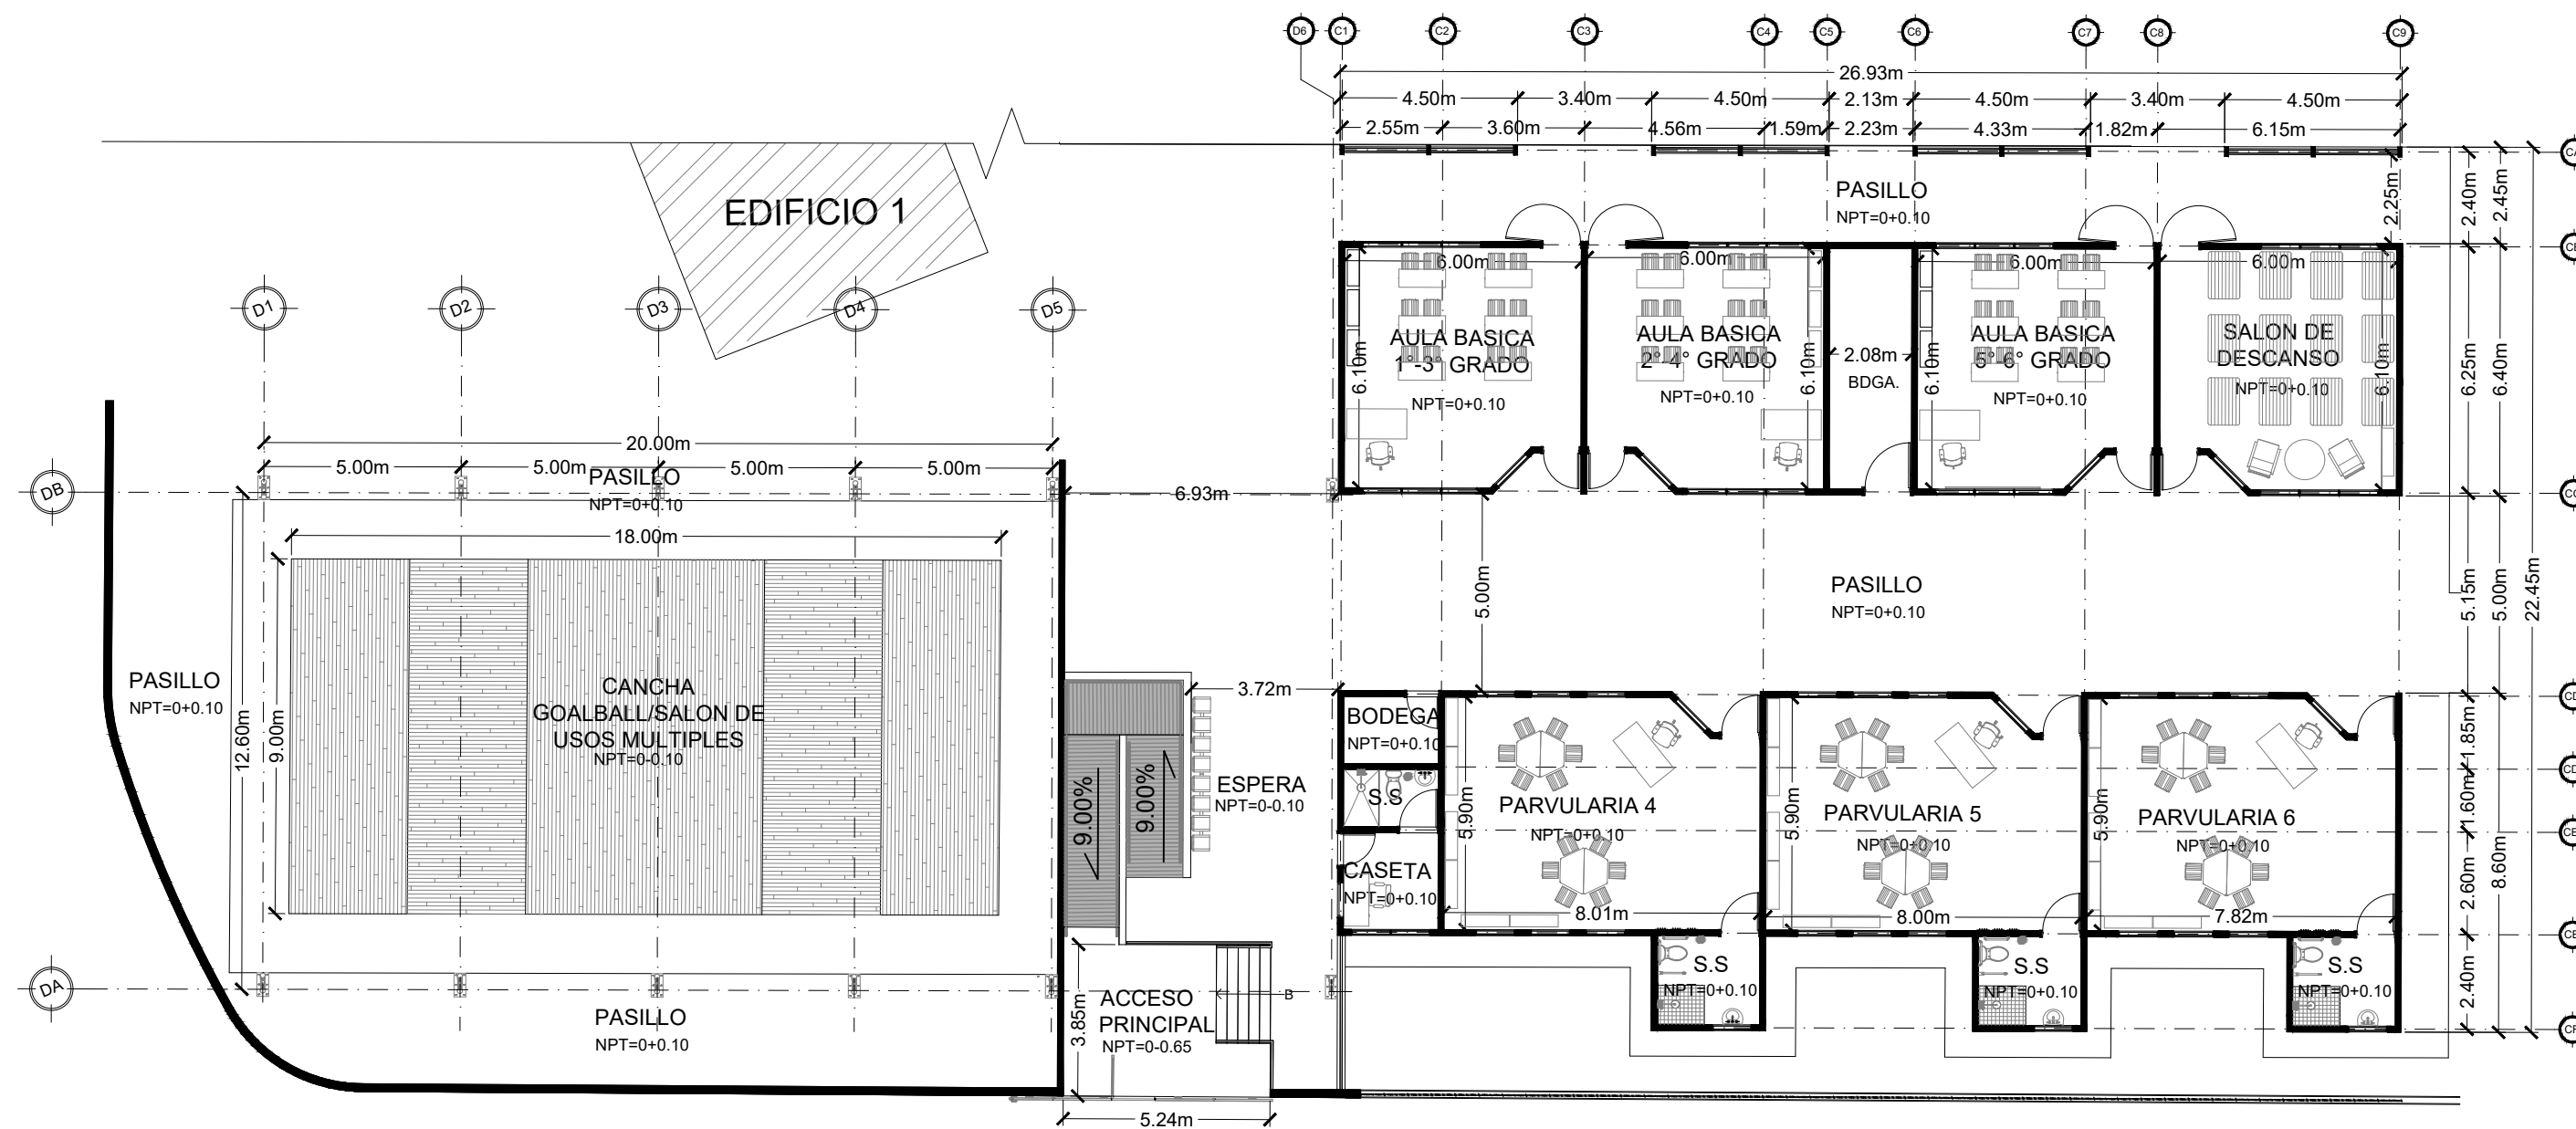 D6
C1
C2
C3
C4
C5
C6
C7
C8
C9
26.93m
4.50m
3.40m
4.50m
2.13m
4.50m
3.40m
4.50m
2.55m
3.60m
4.56m
1.59m
2.23m
4.33m
1.82m
6.15m
EDIFICIO 1
PASILLO
NPT=0+0.10
2.25m
2.40m
2.45m
D1
D2
D3
D4
D5
6.00m
6.00m
6.00m
6.00m
AULA BASICA
1°-3° GRADO
NPT=0+0.10
6.10m
AULA BASICA
2°-4° GRADO
NPT=0+0.10
6.10m
2.08m
BDGA.
AULA BASICA
5°-6° GRADO
NPT=0+0.10
6.10m
SALON DE
DESCANSO
NPT=0+0.10
6.10m
6.25m
6.40m
20.00m
5.00m
5.00m
5.00m
5.00m
DB
PASILLO
NPT=0+0.10
6.93m
18.00m
5.00m
PASILLO
NPT=0+0.10
5.15m
5.00m
22.45m
PASILLO
NPT=0+0.10
12.60m
9.00m
CANCHA
GOALBALL/SALON DE
USOS MULTIPLES
NPT=0-0.10
3.72m
9.00%
9.00%
ESPERA
NPT=0-0.10
BODEGA
NPT=0+0.10
S.S
CASETA
NPT=0+0.10
PARVULARIA 4
NPT=0+0.10
5.90m
8.01m
PARVULARIA 5
NPT=0+0.10
5.90m
8.00m
PARVULARIA 6
NPT=0+0.10
5.90m
7.82m
1.85m
1.60m
2.60m
8.60m
2.40m
S.S
NPT=0+0.10
S.S
NPT=0+0.10
S.S
NPT=0+0.10
DA
PASILLO
NPT=0+0.10
3.85m
ACCESO
PRINCIPAL
NPT=0-0.65
B
5.24m